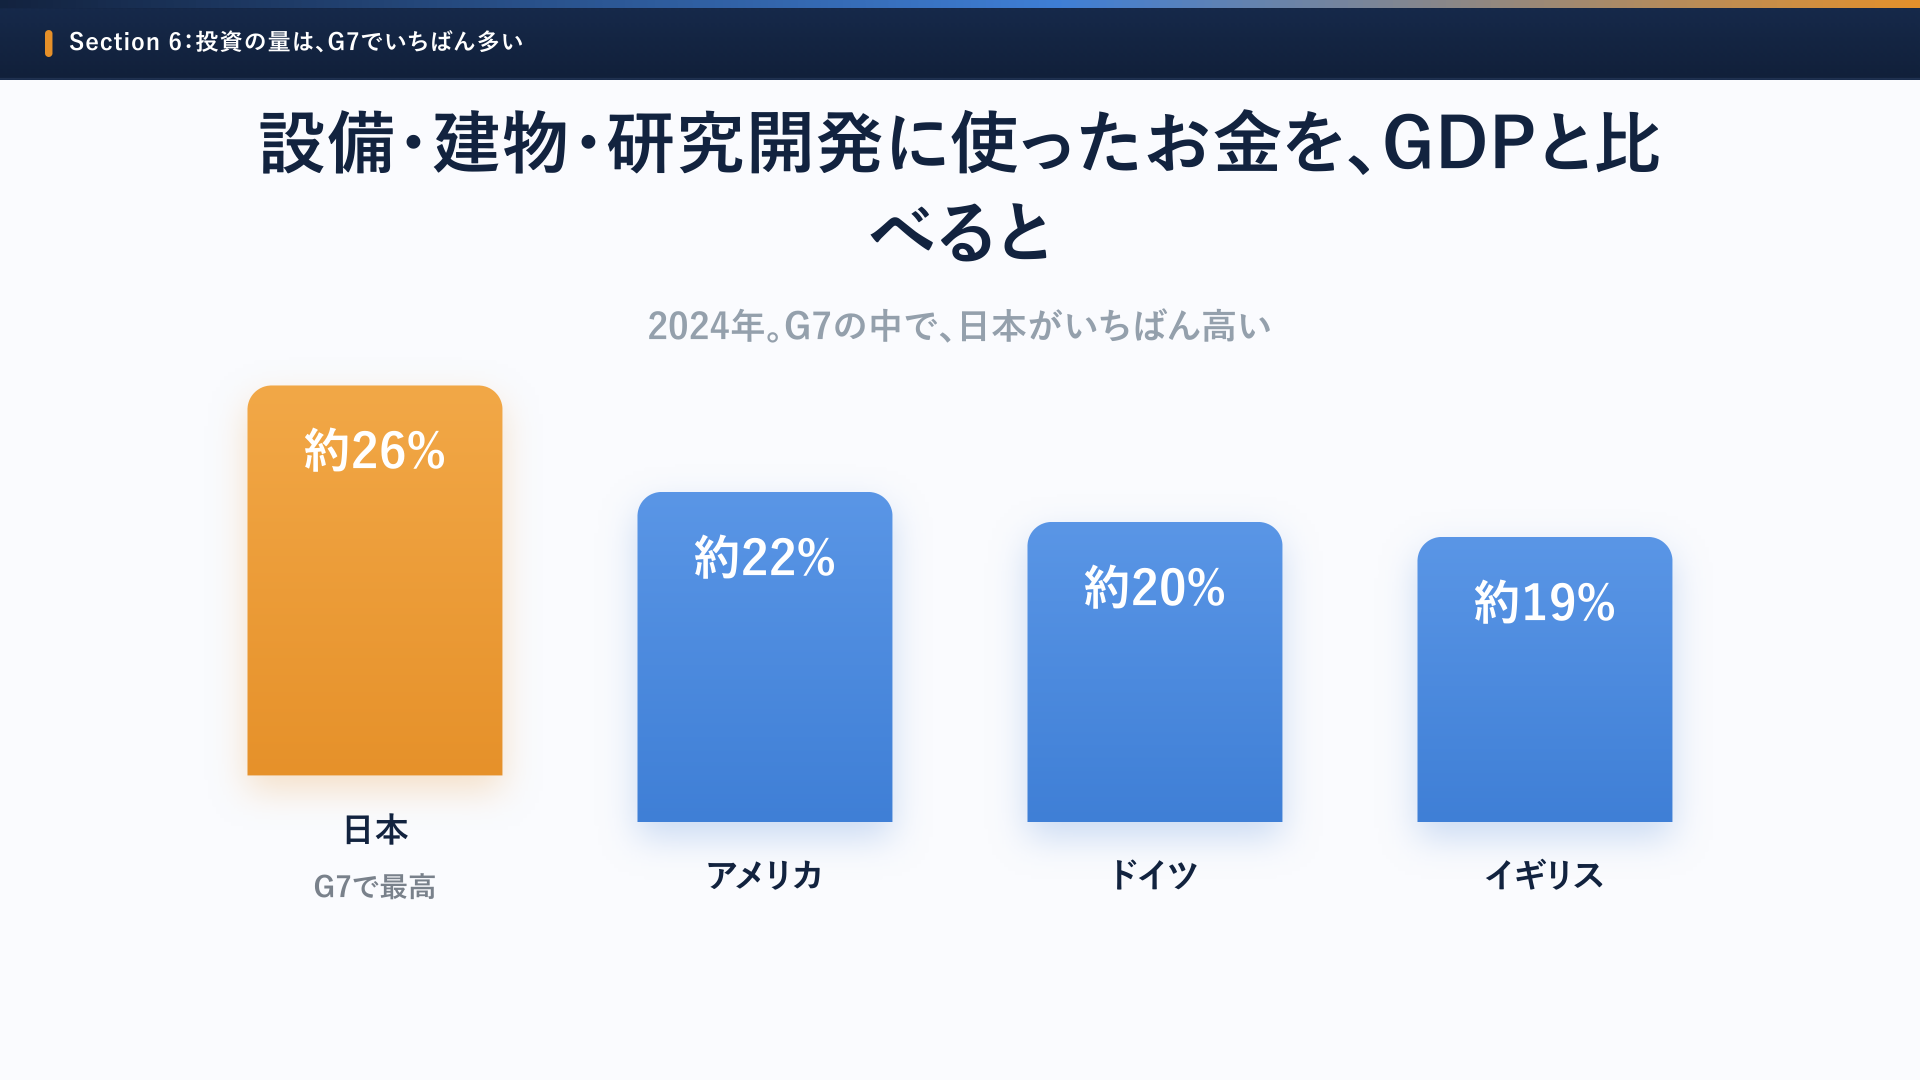 Section 6：投資の量は、G7でいちばん多い
設備・建物・研究開発に使ったお金を、GDPと比
べると
2024年。G7の中で、日本がいちばん高い
約26%
約22%
約20%
約19%
日本
G7で最高
アメリカ
ドイツ
イギリス